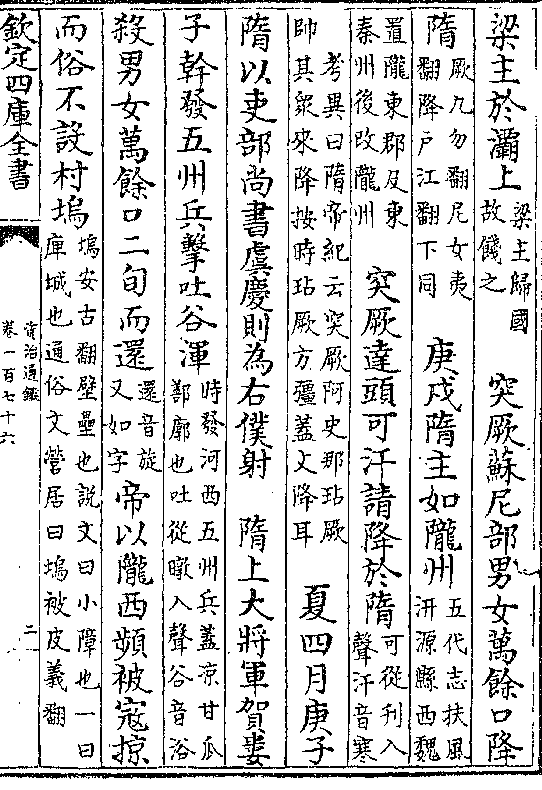 梁主於灞上梁主歸國故餞之 突厥蘇尼部男女萬餘口降
隋厥九勿翻尼女夷翻降户江翻下同 庚戌隋主如隴州五代志扶風汧源縣西魏
置隴東郡及東秦州後改隴州 突厥達頭可汗請降於隋可從刋入聲汗音寒
考異曰隋帝紀云突厥阿史那玷厥帥其衆來降按時玷厥方彊蓋文降耳 夏四月庚子
隋以吏部尚書虞慶則為右僕射 隋上大將軍賀婁
子幹發五州兵擊吐谷渾時發河西五州兵蓋凉甘瓜鄯廓也吐從暾入聲谷音浴
殺男女萬餘口二旬而還還音旋又如字 帝以隴西頻被寇掠
而俗不設村塢塢安古翻壁壘也説文曰小障也一曰庫城也通俗文營居曰塢被皮義翻
欽定四庫全書
資治通鑑
卷一百七十六
二